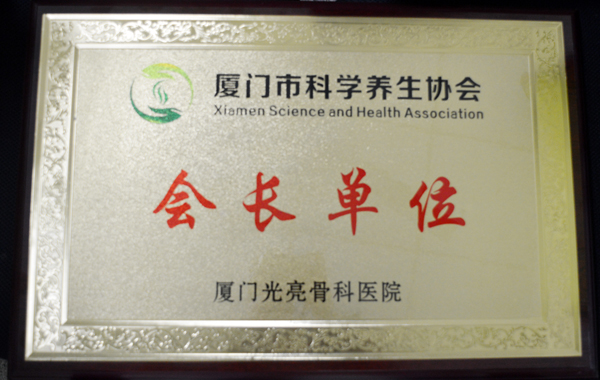 厦门市科学养生协会
Xiamen Science and Health Association
会长单位
厦门光亮骨科医院